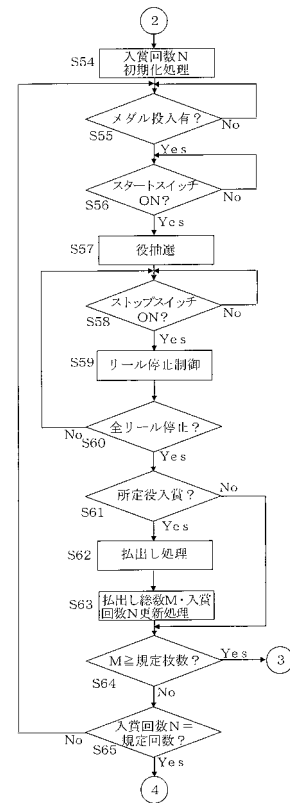 2
S54
入賞回数N
初期化処理
メダル投入有？
S55
No
Yes
スタートスイッチ
ON？
S56
No
Yes
S57
役抽選
ストップスイッチ
ON？
S58
No
Yes
S59
リール停止制御
全リール停止？
No
S60
Yes
所定役入賞？
No
S61
Yes
S62
払出し処理
S63
払出し総数M・入賞
回数N更新処理
M≧規定枚数？
Yes
3
S64
No
入賞回数N＝
規定回数？
No
S65
Yes
4